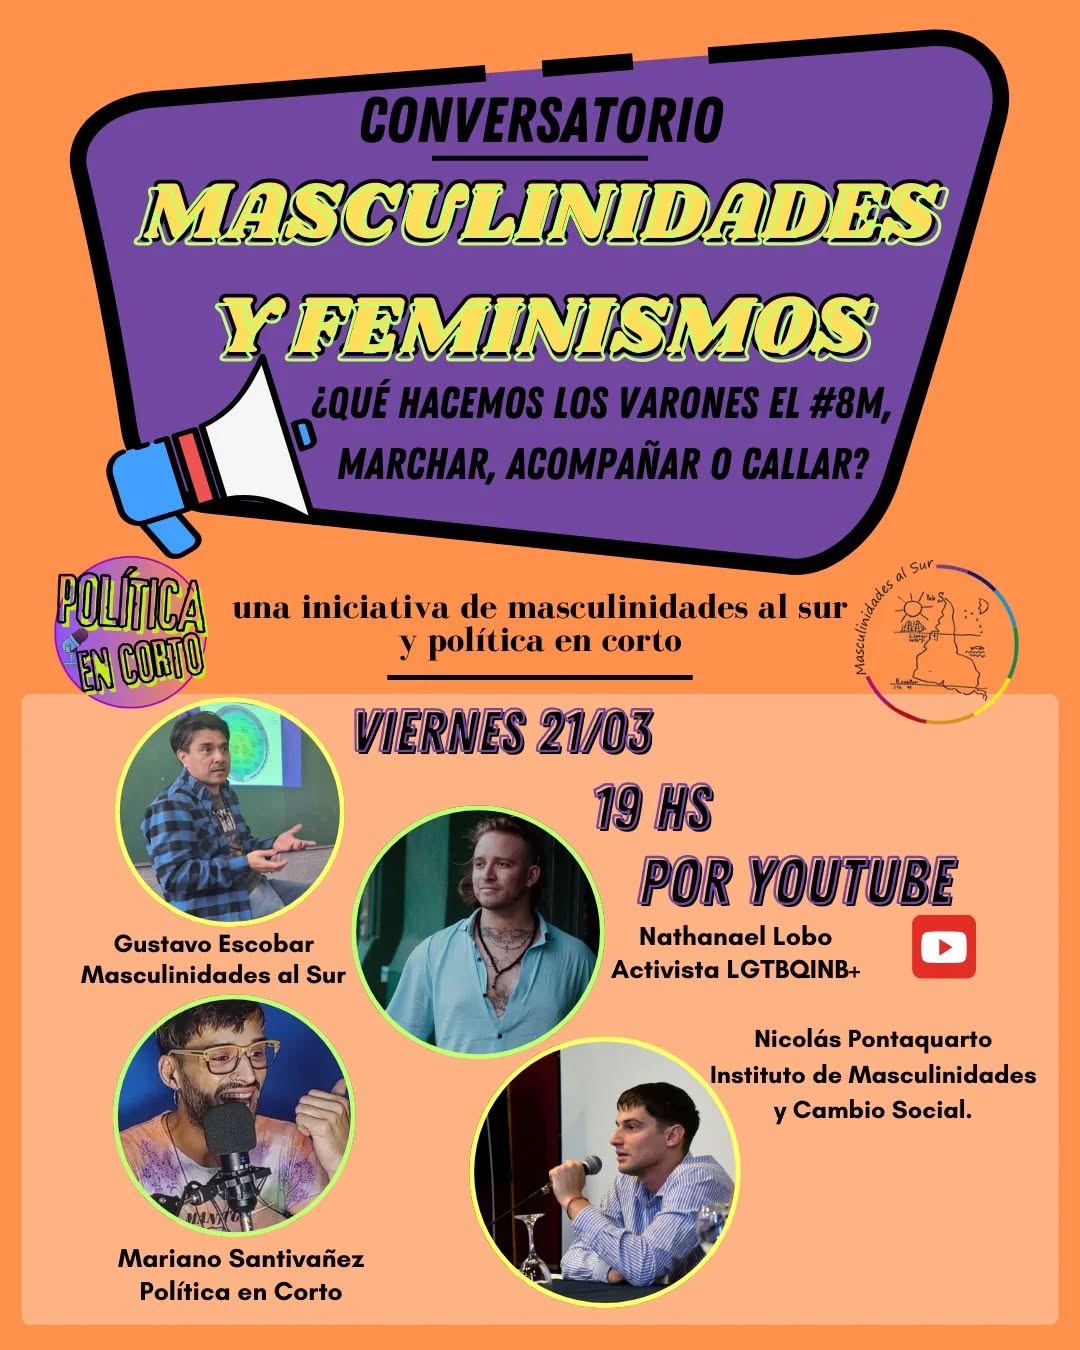 CONVERSATORIO
MASCULINIDADES
Y FEMINISMOS
¿QUÉ HACEMOS LOS VARONES EL #8M,
MARCHAR, ACOMPAÑAR O CALLAR?
POLÍTICA
EN CORTO
una iniciativa de masculinidades al sur
y política en corto
Masculinidades al Sur
VIERNES 21/03
19 HS
POR YOUTUBE
Gustavo Escobar
Masculinidades al Sur
Nathanael Lobo
Activista LGTBQINB+
Nicolás Pontaquarto
Instituto de Masculinidades
y Cambio Social.
Mariano Santivañez
Política en Corto